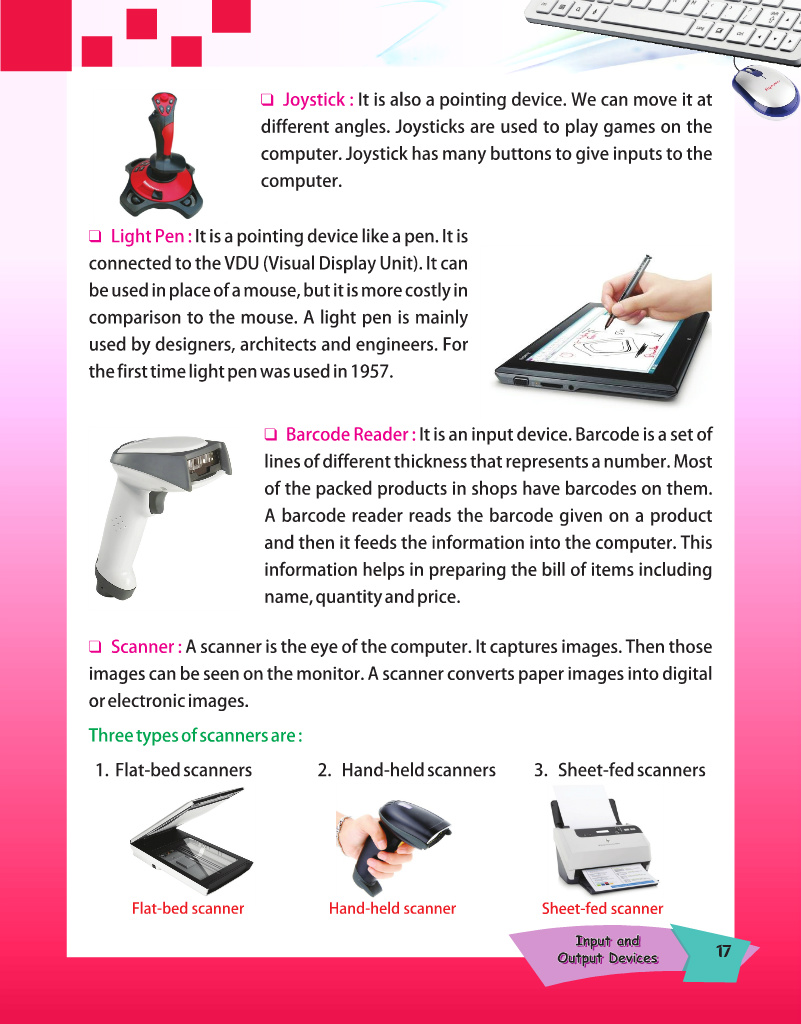 ❑ Joystick : It is also a pointing device. We can move it at
different angles. Joysticks are used to play games on the
computer. Joystick has many buttons to give inputs to the
computer.
❑ Light Pen : It is a pointing device like a pen. It is
connected to the VDU (Visual Display Unit). It can
be used in place of a mouse, but it is more costly in
comparison to the mouse. A light pen is mainly
used by designers, architects and engineers. For
the first time light pen was used in 1957.
❑ Barcode Reader : It is an input device. Barcode is a set of
lines of different thickness that represents a number. Most
of the packed products in shops have barcodes on them.
A barcode reader reads the barcode given on a product
and then it feeds the information into the computer. This
information helps in preparing the bill of items including
name, quantity and price.
❑ Scanner : A scanner is the eye of the computer. It captures images. Then those
images can be seen on the monitor. A scanner converts paper images into digital
or electronic images.
Three types of scanners are :
1. Flat-bed scanners 2. Hand-held scanners 3. Sheet-fed scanners
Flat-bed scanner Hand-held scanner Sheet-fed scanner
Input and
Output Devices
17